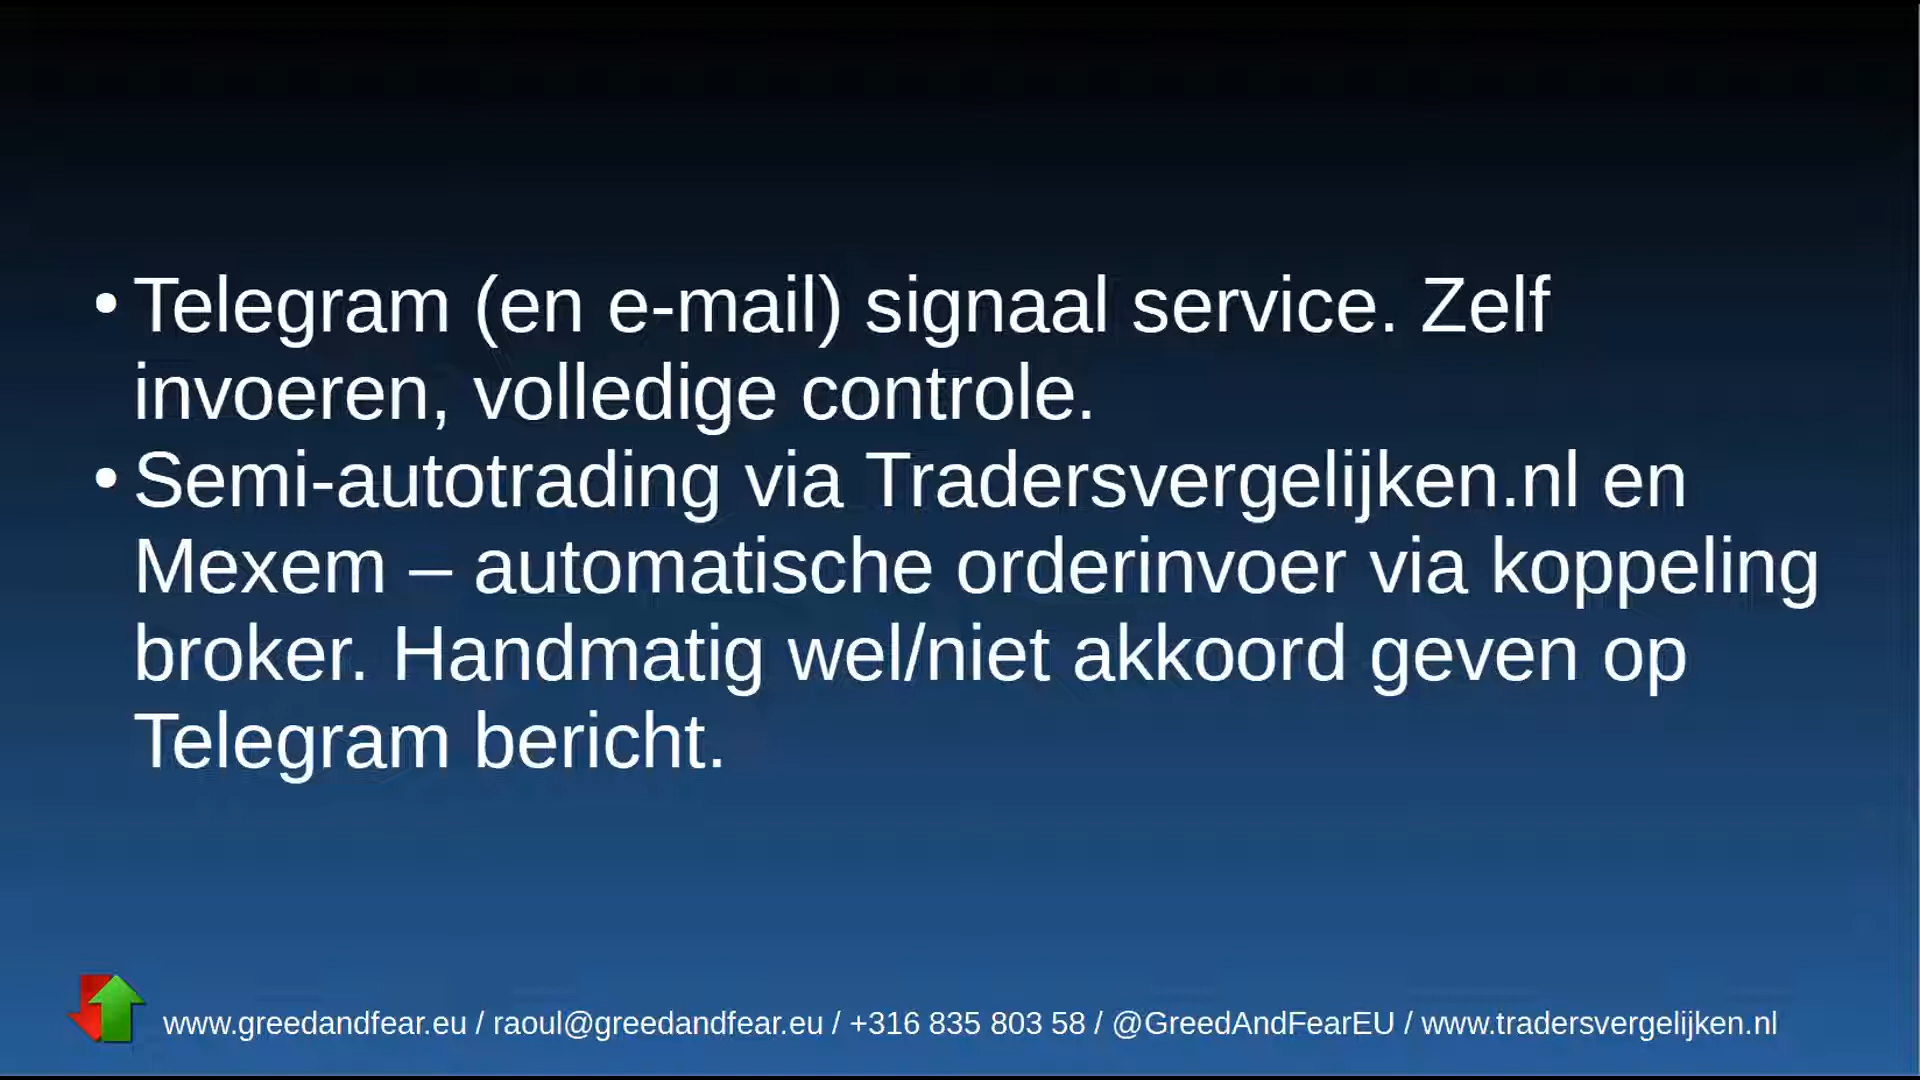 • Telegram (en e-mail) signaal service. Zelf
invoeren, volledige controle.
• Semi-autotrading via Tradersvergelijken.nl en
Mexem – automatische orderinvoer via koppeling
broker. Handmatig wel/niet akkoord geven op
Telegram bericht.
www.greedandfear.eu / raoul@greedandfear.eu / +316 835 803 58 / @GreedAndFearEU / www.tradersvergelijken.nl